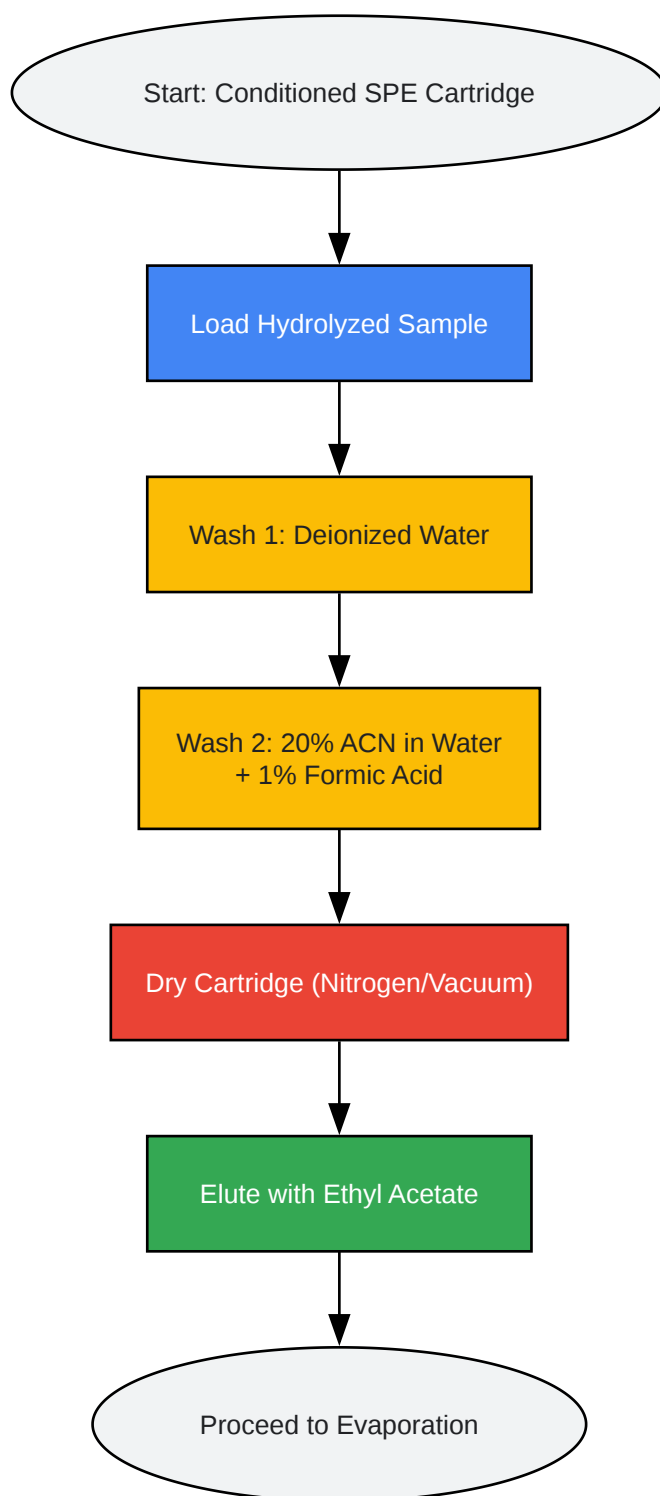 Start: Conditioned SPE Cartridge
Load Hydrolyzed Sample
Wash 1: Deionized Water
Wash 2: 20% ACN in Water
+ 1% Formic Acid
Dry Cartridge (Nitrogen/Vacuum)
Elute with Ethyl Acetate
Proceed to Evaporation